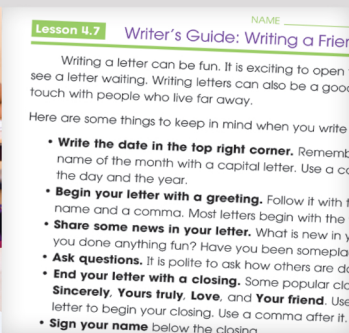 NAME
Lesson 4.7
Writer's Guide: Writing a
Writing a letter can be fun. It is exciting to open
see a letter waiting. Writing letters can also be a
touch with people who live far away.
Here are some things to keep in mind when you write
• Write the date in the top right corner.
name of the month with a capital letter. Use a
the day and the year.
• Begin your letter with a greeting. Follow it with
name and a comma. Most letters begin with the
• Share some news in your letter. What is new in
you done anything fun? Have you been
• Ask questions. It is polite to ask how others are
• End your letter with a closing. Some popular
Sincerely, Yours truly, Love, and Your friend.
letter to begin your closing. Use a comma after it.
• Sign your name below the closing.